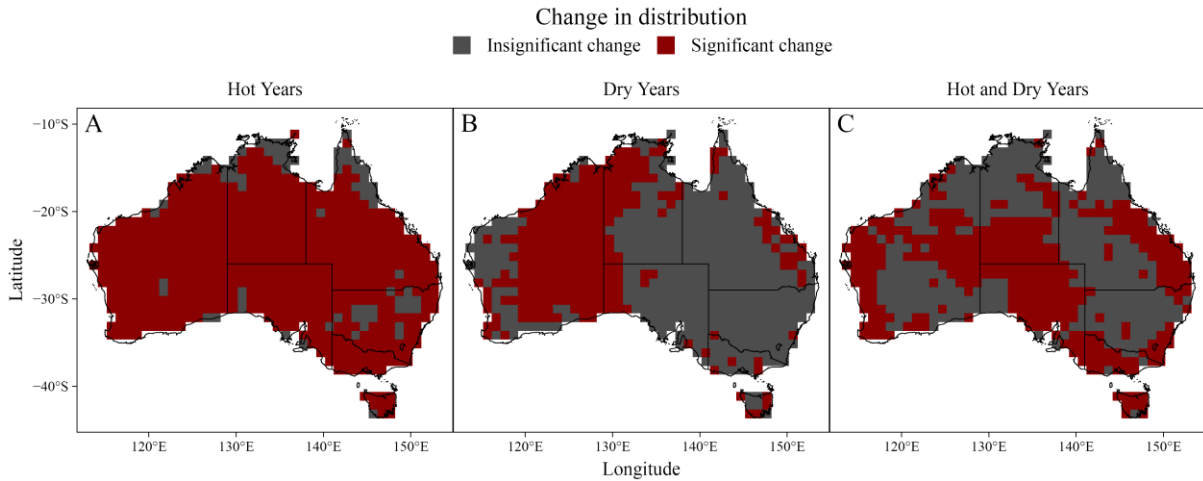 Change in distribution
Insignificant change Significant change
Hot Years Dry Years Hot and Dry Years
A B C
−10°S
−20°S
−30°S
−40°S
Latitude
120°E 130°E 140°E 150°E 120°E 130°E 140°E 150°E 120°E 130°E 140°E 150°E
Longitude